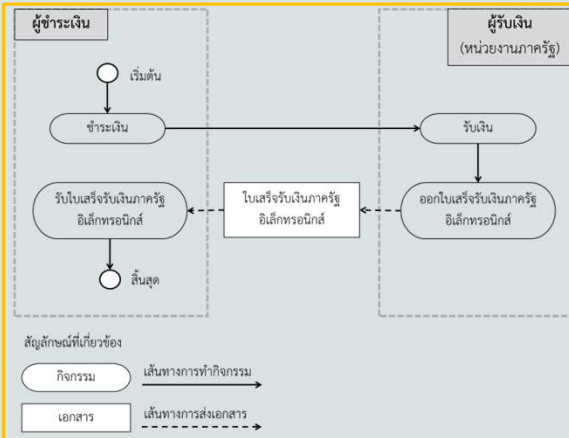 ผู้ชำระเงิน
ผู้รับเงิน
(หน่วยงานภาครัฐ)
เริ่มต้น
ชำระเงิน
รับเงิน
รับใบเสร็จรับเงินภาครัฐ
อิเล็กทรอนิกส์
ใบเสร็จรับเงินภาครัฐ
อิเล็กทรอนิกส์
ออกใบเสร็จรับเงินภาครัฐ
อิเล็กทรอนิกส์
สิ้นสุด
สัญลักษณ์ที่เกี่ยวข้อง
กิจกรรม
เส้นทางการทำกิจกรรม
เอกสาร
เส้นทางการส่งเอกสาร